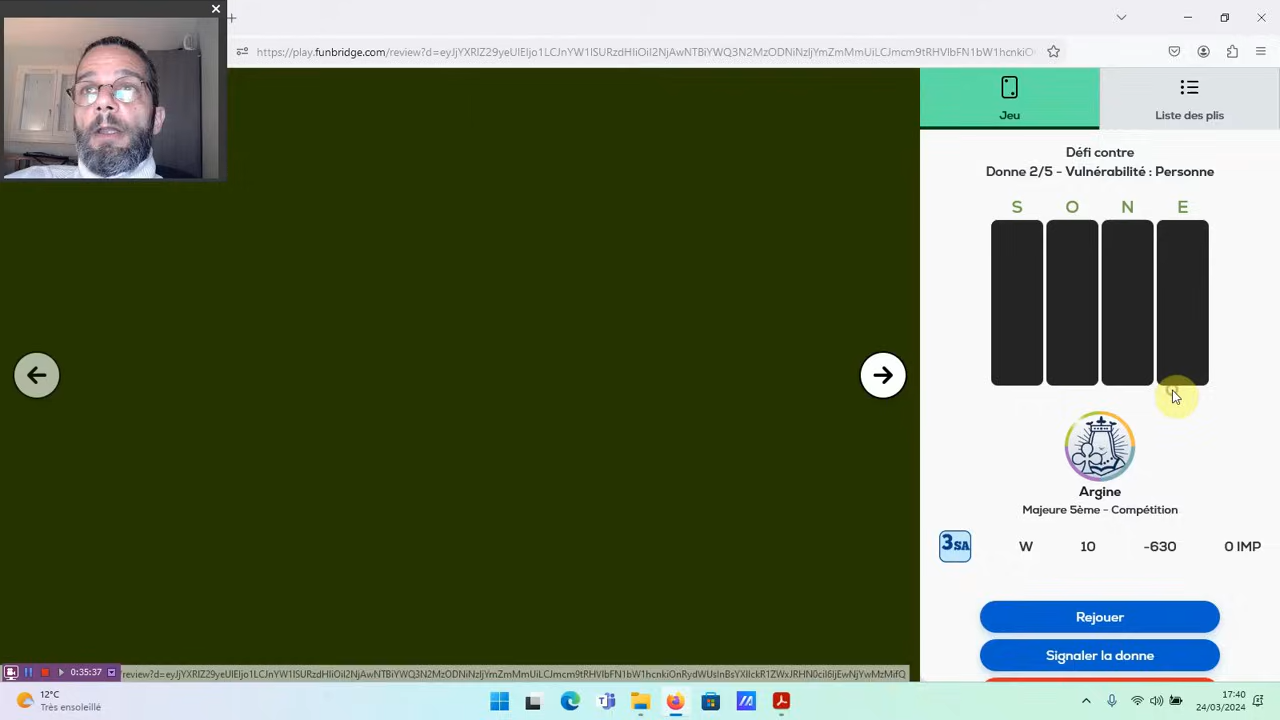 https://play.funbridge.com/review?d=
Jeu
Liste des plis
Défi contre
Donne 2/5 - Vulnérabilité : Personne
S O N E
Argine
Majeure 5ème - Compétition
3SA W 10 -630 0 IMP
Rejouer
Signaler la donne
0:35:37
12°C
Très ensoleillé
17:40
24/03/2024